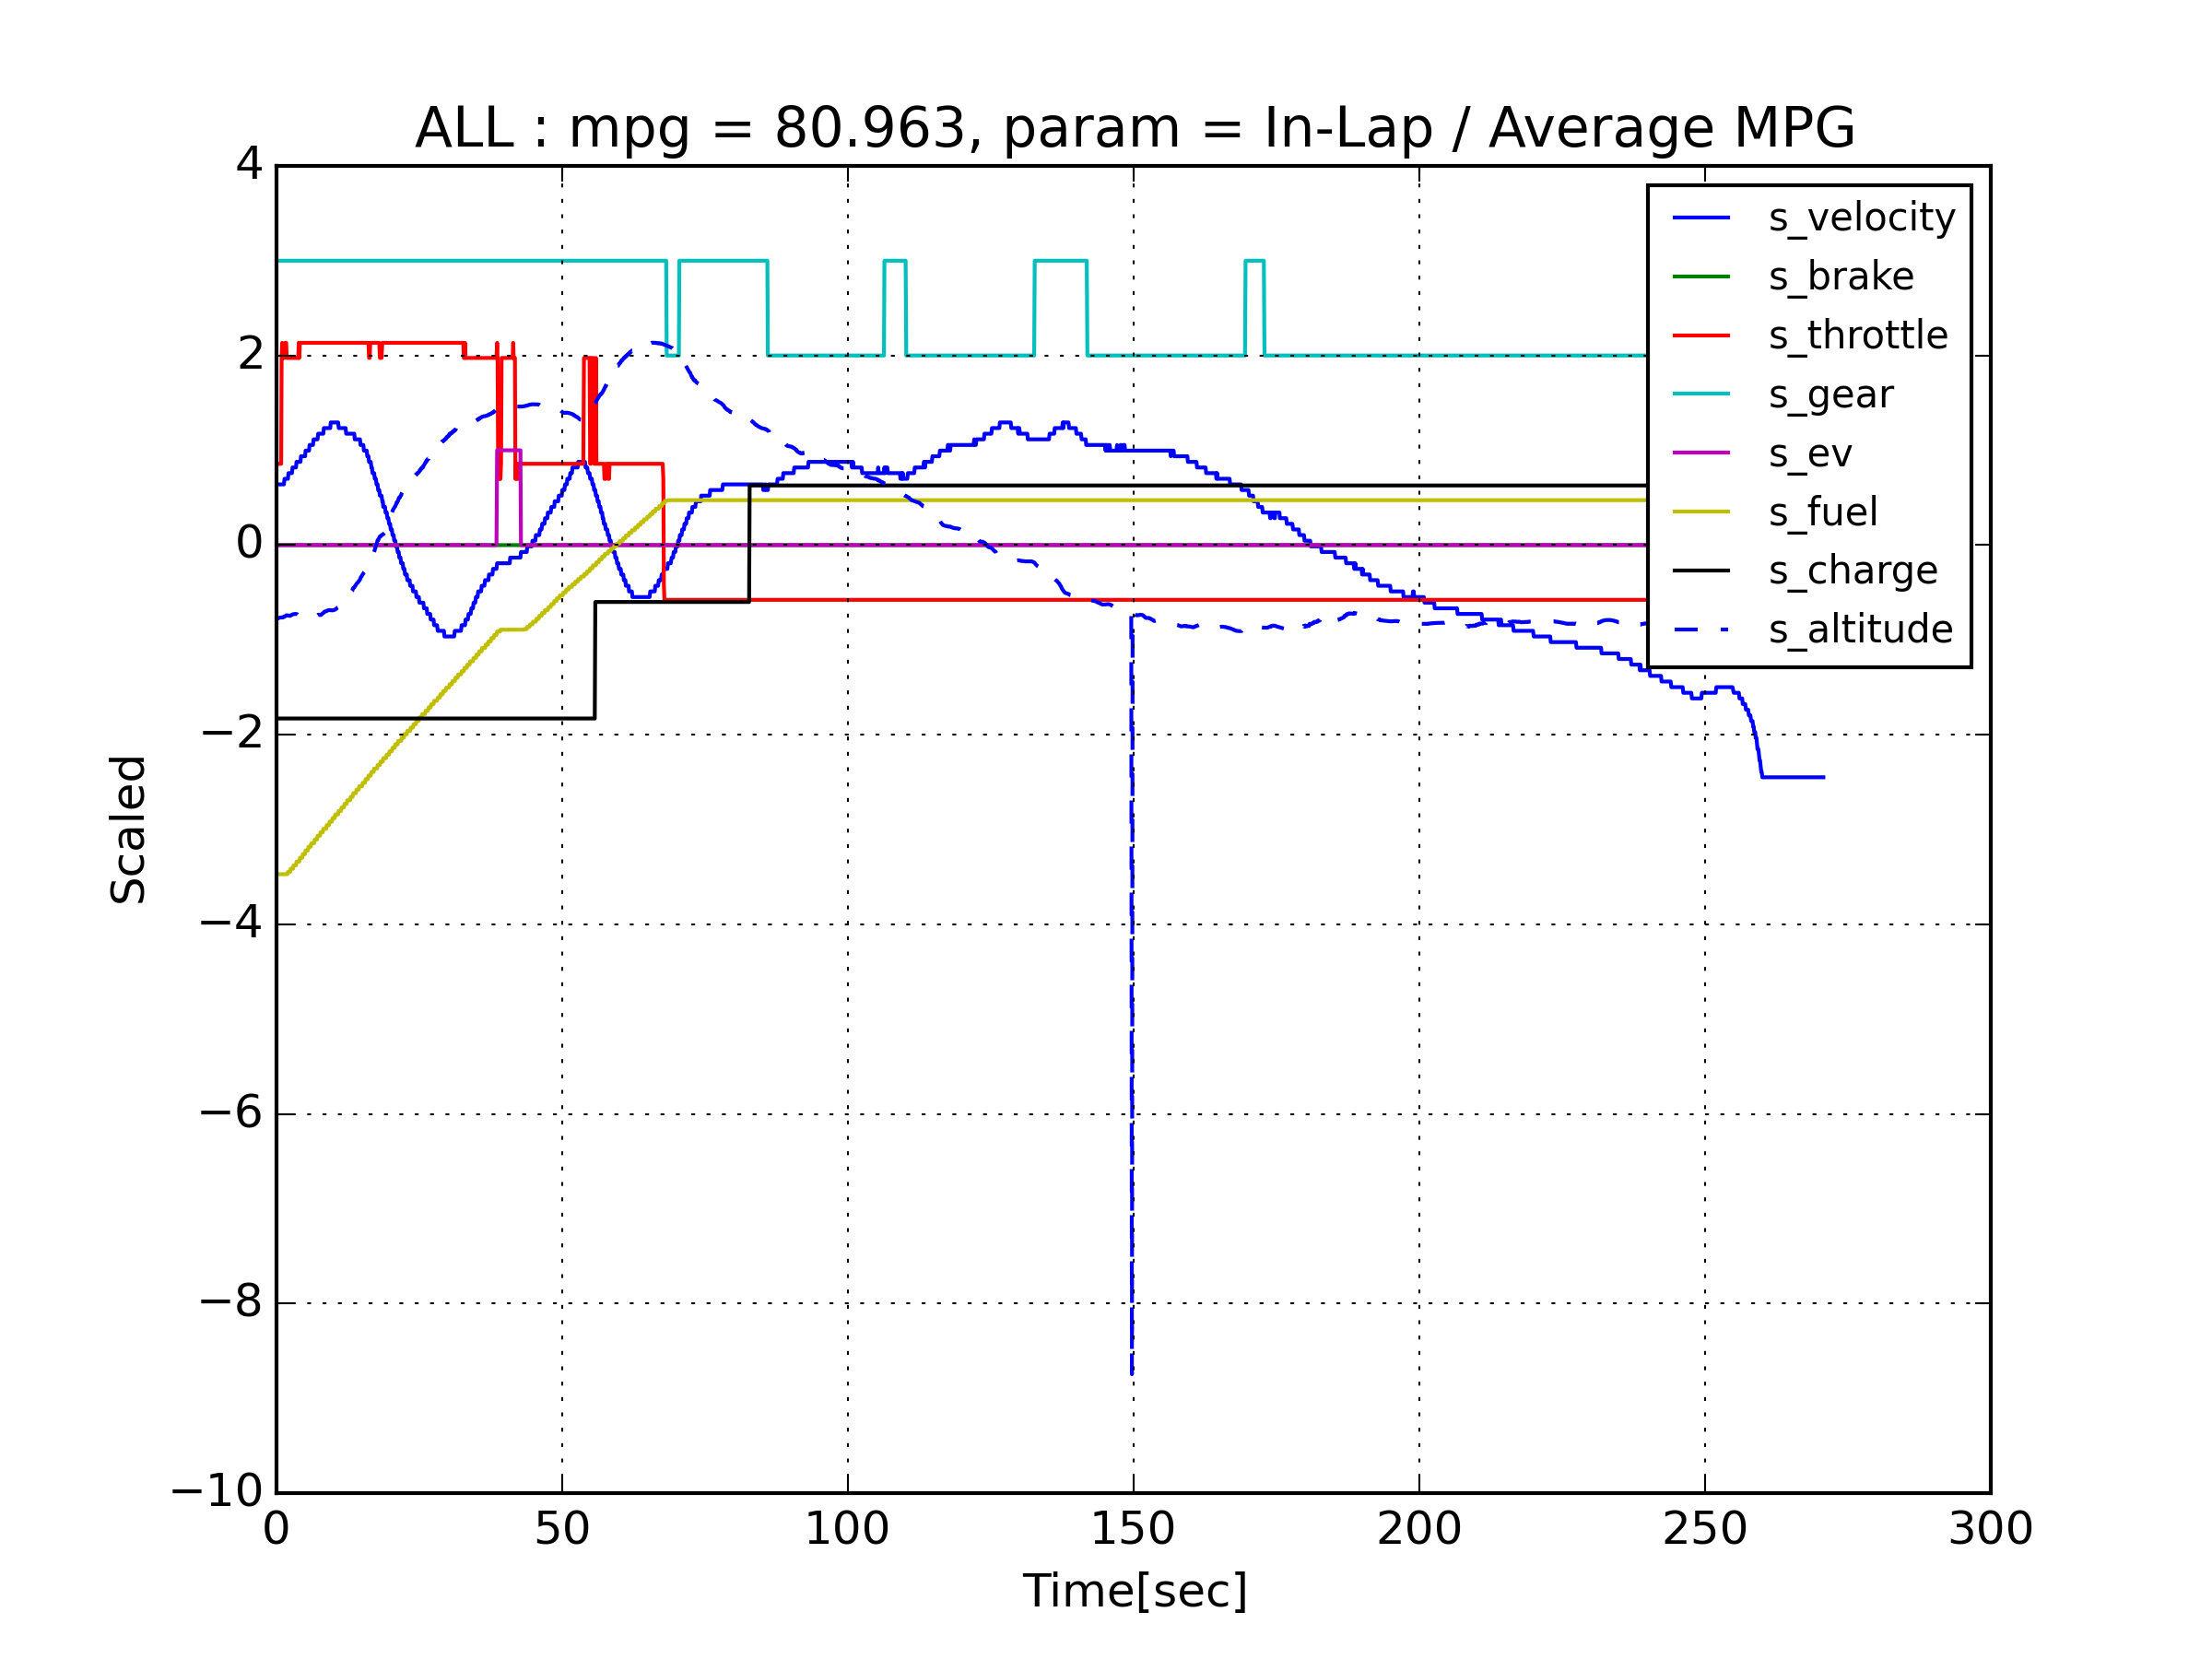 ALL : mpg = 80.963, param = In-Lap / Average MPG
4
2
0
−2
−4
−6
−8
−10
Scaled
s_velocity
s_brake
s_throttle
s_gear
s_ev
s_fuel
s_charge
s_altitude
0 50 100 150 200 250 300
Time[sec]